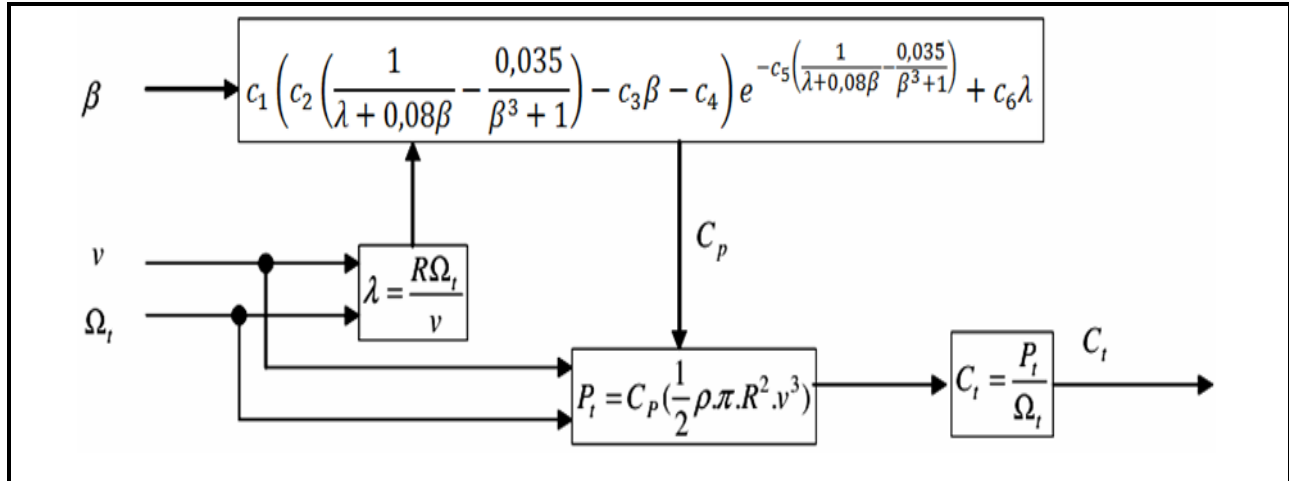 β
c₁(c₂(1/(λ+0,08β) − 0,035/(β³+1)) − c₃β − c₄)e^(−c₅(1/(λ+0,08β) − 0,035/(β³+1))) + c₆λ
C_p
v
λ = RΩ_t/v
Ω_t
P_t = C_P(1/2 ρ.π.R².v³)
C_t = P_t/Ω_t
C_t